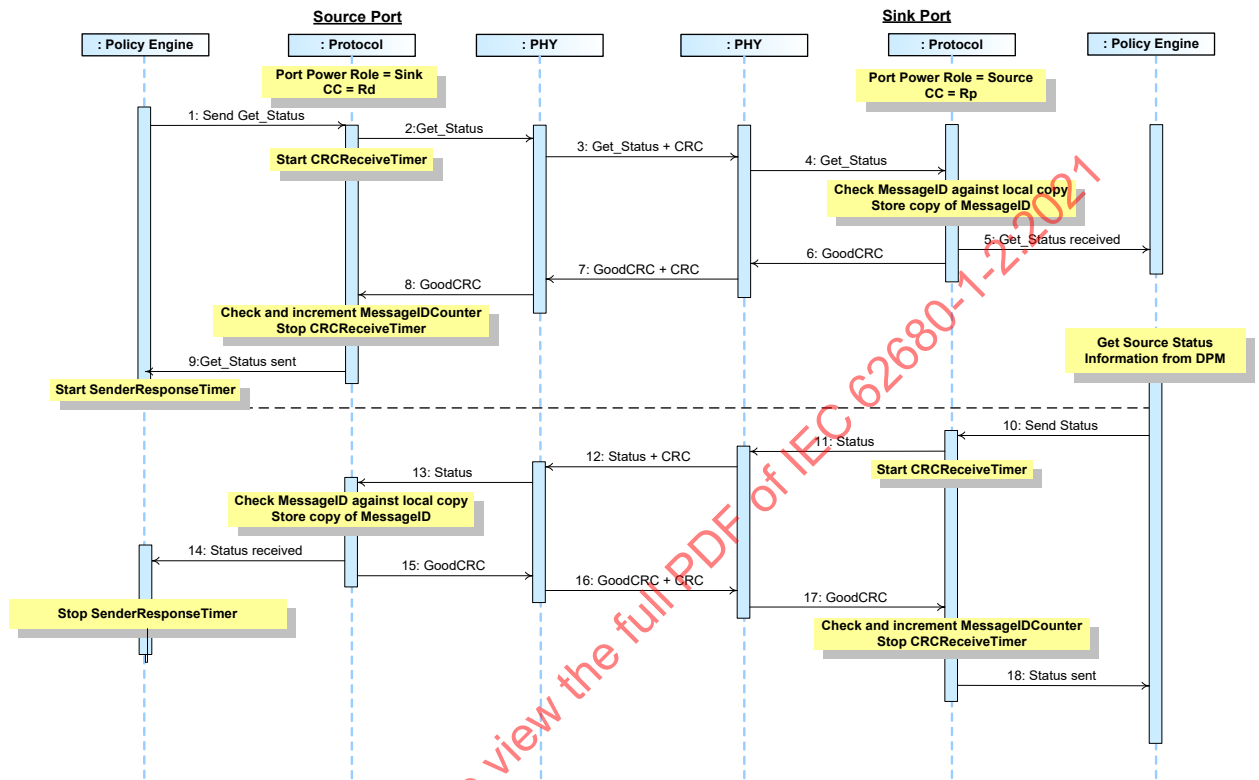 Source Port
Sink Port
: Policy Engine
: Protocol
: PHY
: PHY
: Protocol
: Policy Engine
Port Power Role = Sink
CC = Rd
Port Power Role = Source
CC = Rp
1: Send Get_Status
2:Get_Status
Start CRCReceiveTimer
3: Get_Status + CRC
4: Get_Status
Check MessageID against local copy
Store copy of MessageID
5: Get_Status received
6: GoodCRC
7: GoodCRC + CRC
8: GoodCRC
Check and increment MessageIDCounter
Stop CRCReceiveTimer
9:Get_Status sent
Start SenderResponseTimer
Get Source Status
Information from DPM
10: Send Status
11: Status
Start CRCReceiveTimer
12: Status + CRC
13: Status
Check MessageID against local copy
Store copy of MessageID
14: Status received
15: GoodCRC
16: GoodCRC + CRC
17: GoodCRC
Stop SenderResponseTimer
Check and increment MessageIDCounter
Stop CRCReceiveTimer
18: Status sent
view the full PDF of IEC 62680-1-2:2021